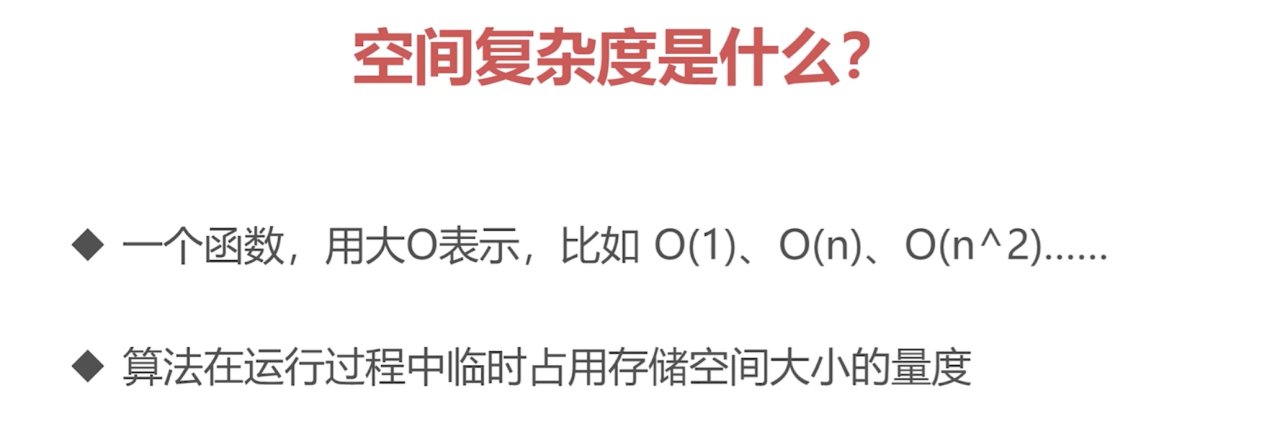 空间复杂度是什么？
◆ 一个函数，用大O表示，比如 O(1)、O(n)、O(n^2)......
◆ 算法在运行过程中临时占用存储空间大小的量度